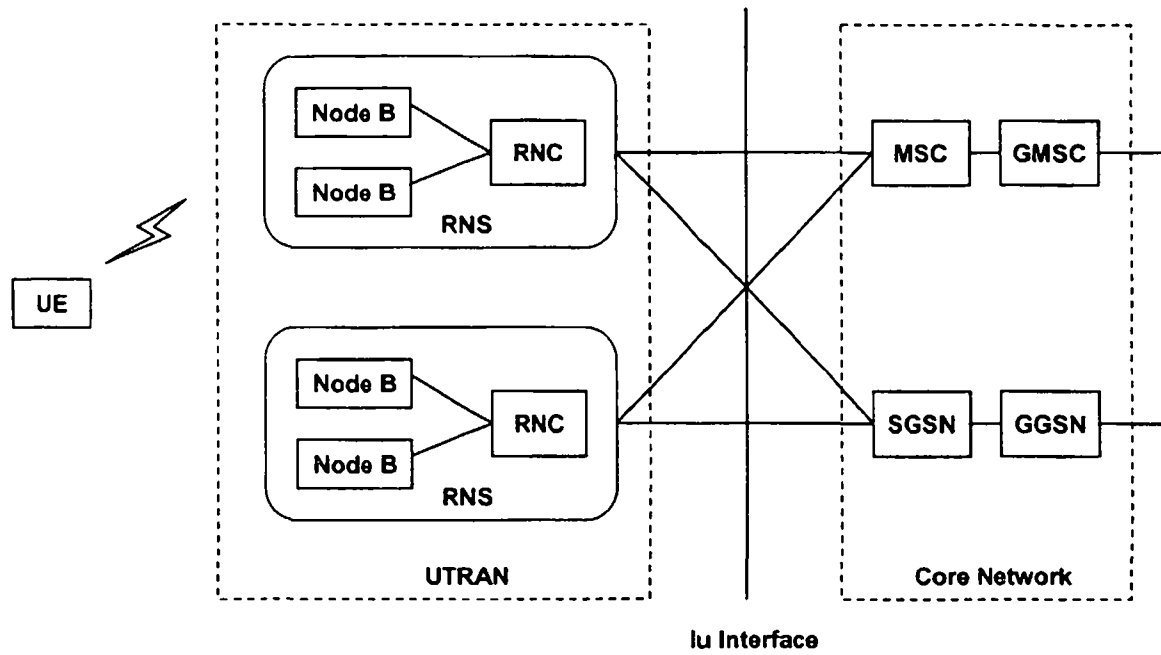 Node B
Node B
RNC
RNS
MSC
GMSC
UE
Node B
Node B
RNC
RNS
SGSN
GGSN
UTRAN
Core Network
Iu Interface